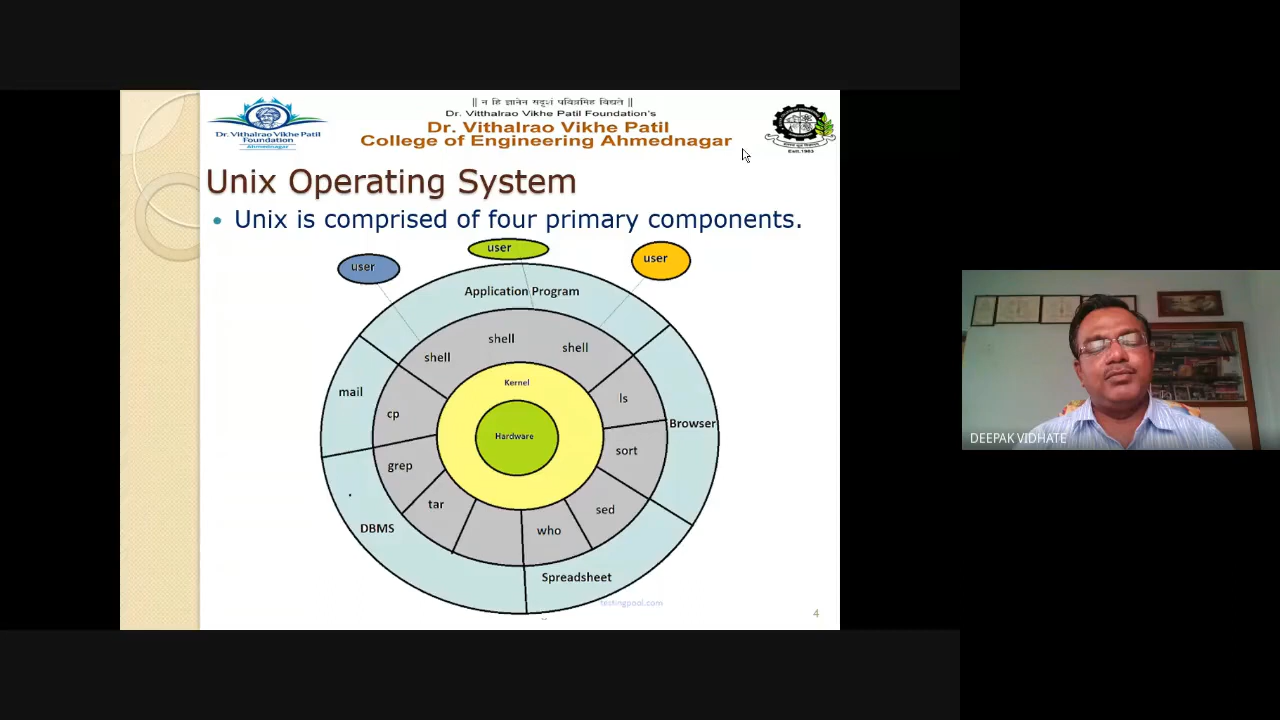 || न हि ज्ञानेन सदृशं पवित्रमिह विद्यते ||
Dr. Vitthalrao Vikhe Patil Foundation's
Dr. Vithalrao Vikhe Patil
College of Engineering Ahmednagar
Dr. Vithalrao Vikhe Patil
Foundation
Ahmednagar
Estd.1983
Unix Operating System
• Unix is comprised of four primary components.
user
user
user
Application Program
shell
shell
shell
Kernel
mail
cp
ls
Browser
Hardware
grep
sort
tar
sed
DBMS
who
Spreadsheet
testingpool.com
4
DEEPAK VIDHATE